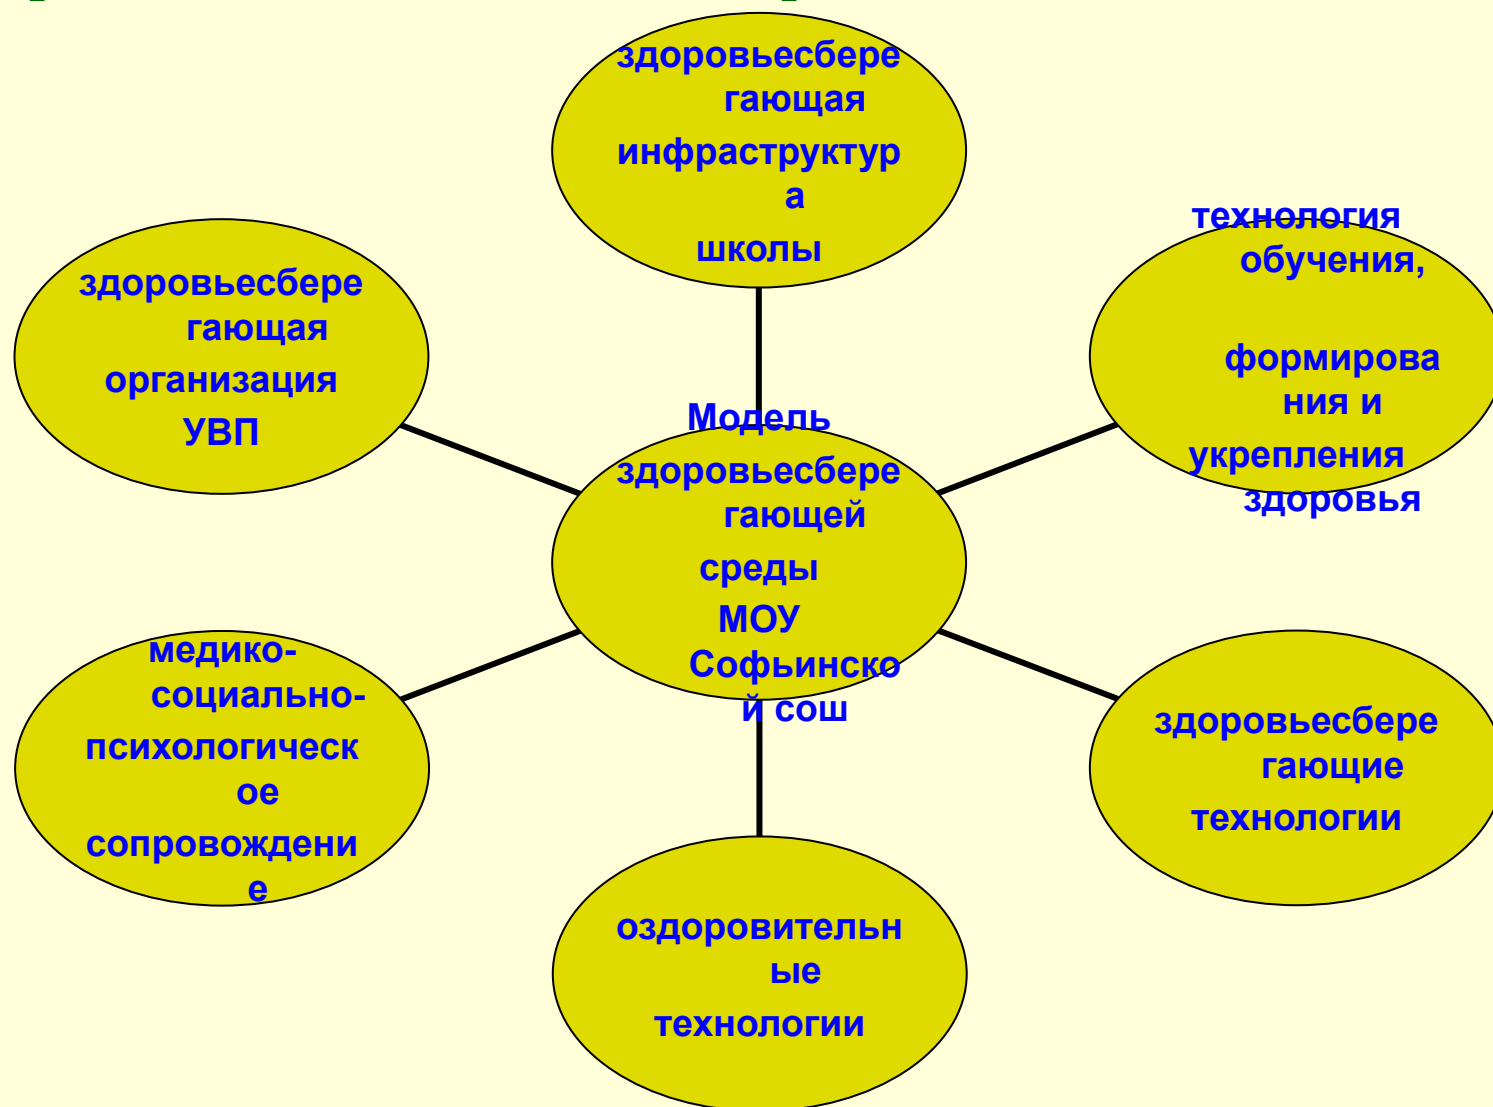 здоровьесбере
гающая
инфраструктур
а
школы
технология
обучения,
формирова
ния и
укрепления
здоровья
здоровьесбере
гающая
организация
УВП
Модель
здоровьесбере
гающей
среды
МОУ
Софьинско
й сош
медико-
социально-
психологическ
ое
сопровождени
е
здоровьесбере
гающие
технологии
оздоровительн
ые
технологии